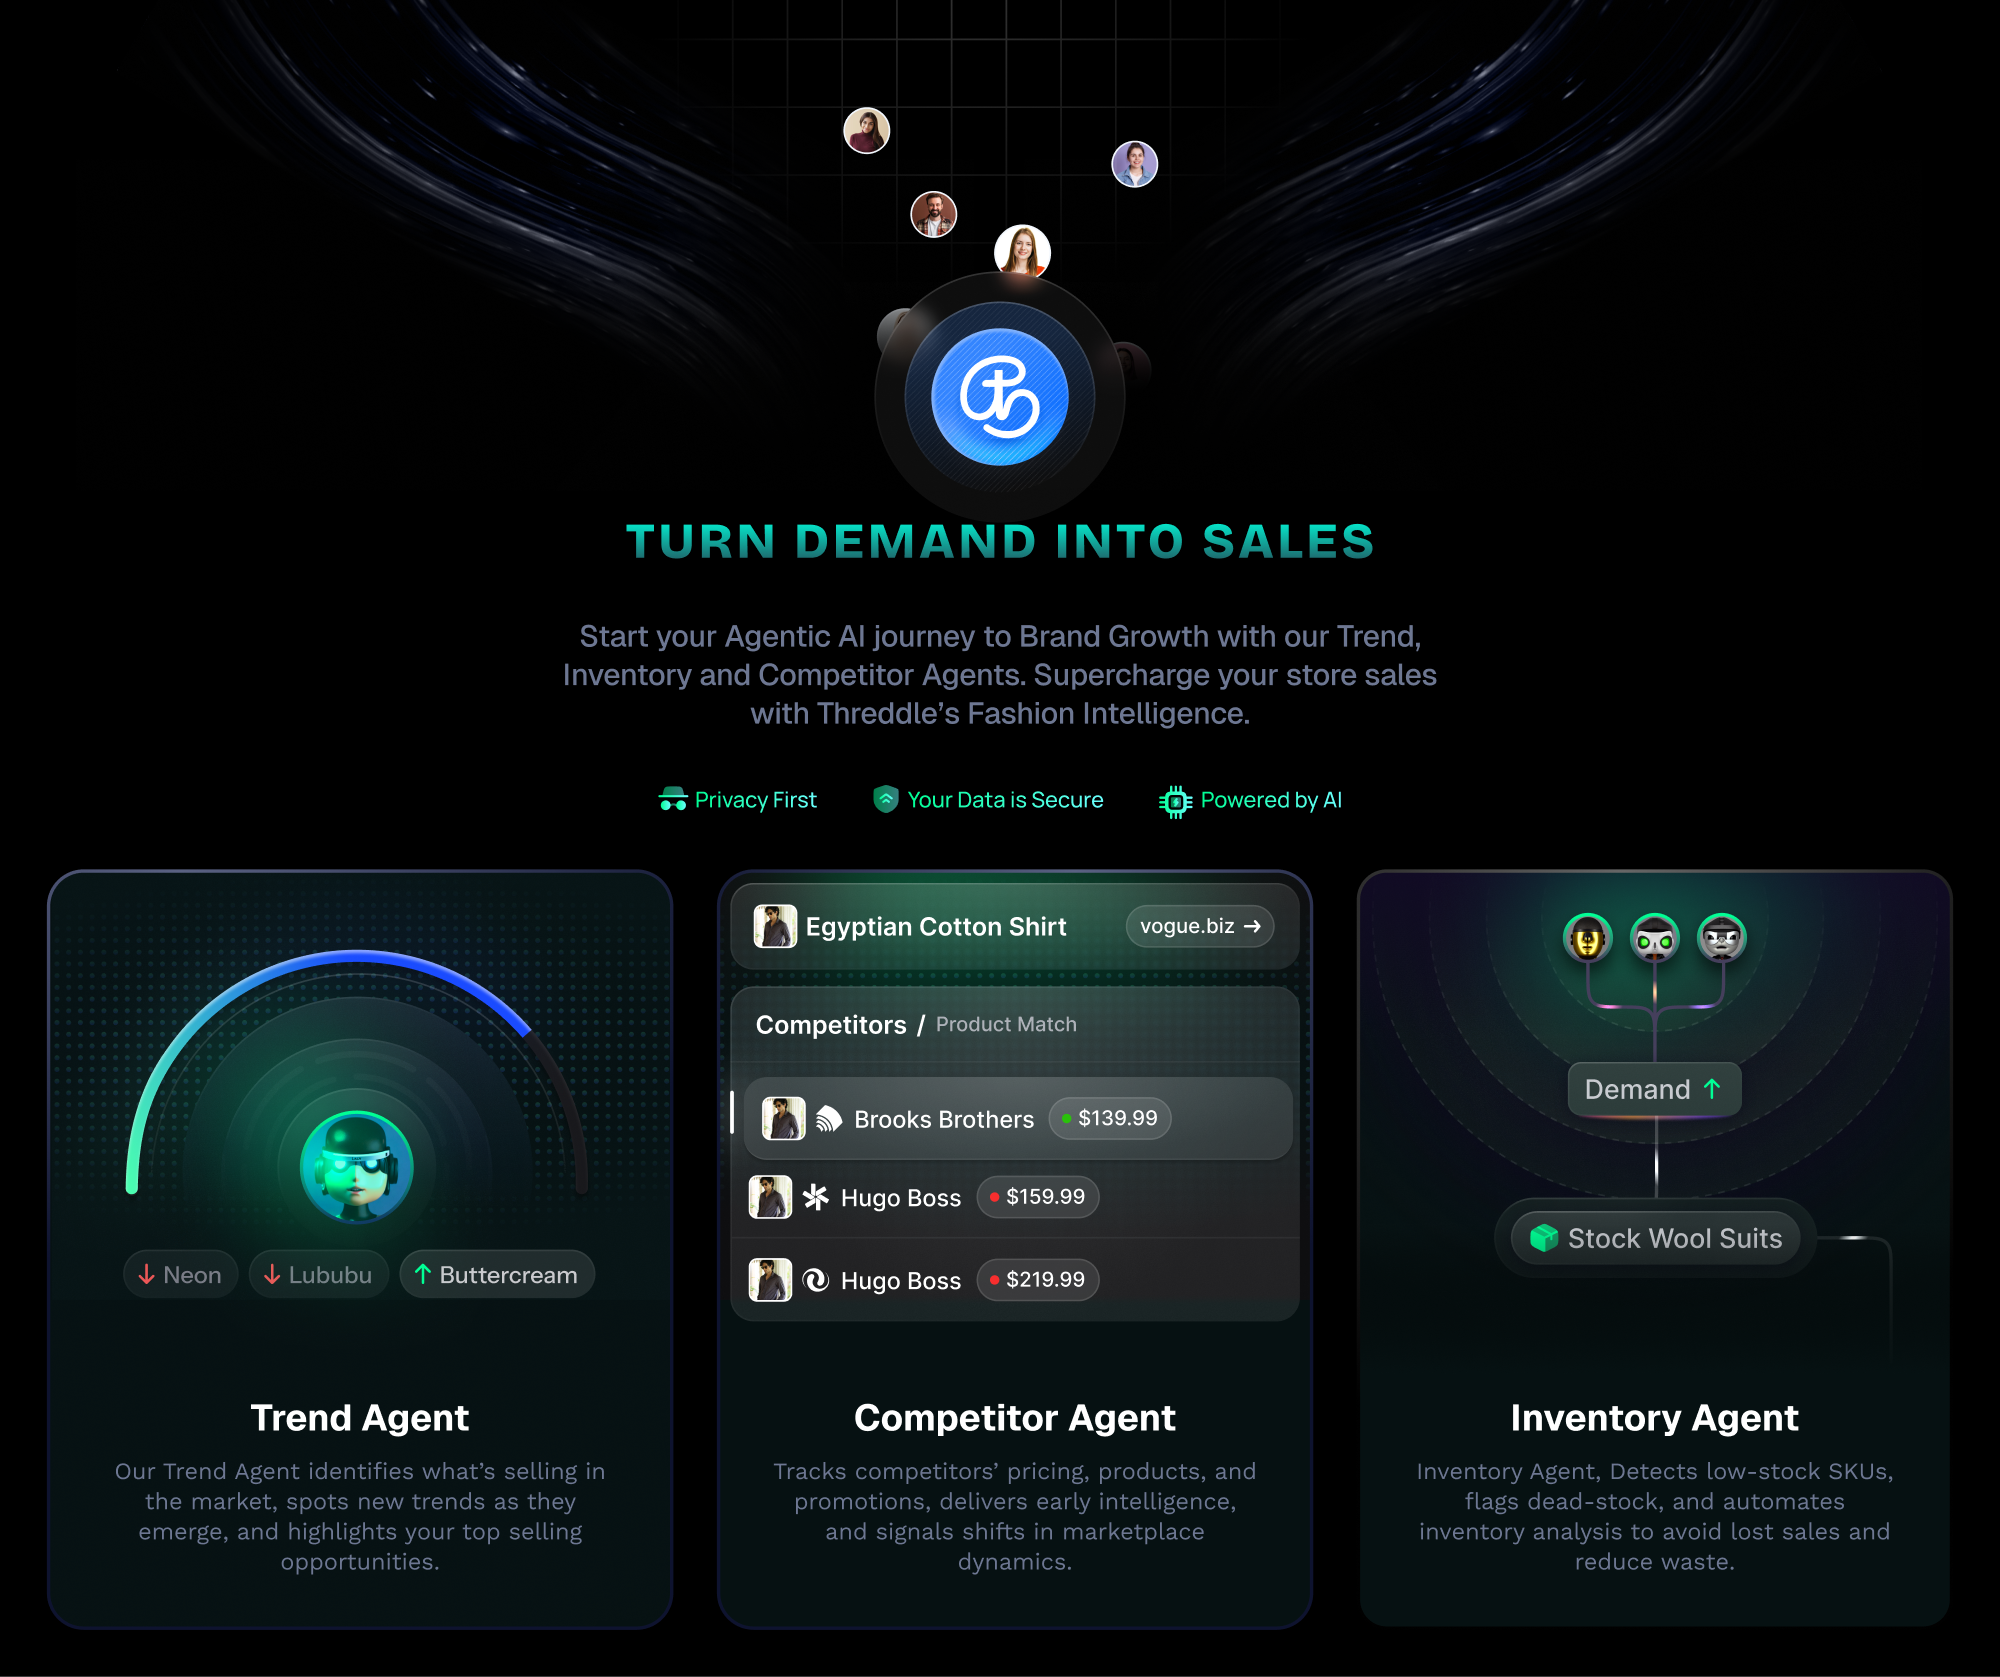 TURN DEMAND INTO SALES
Start your Agentic AI journey to Brand Growth with our Trend,
Inventory and Competitor Agents. Supercharge your store sales
with Threddle’s Fashion Intelligence.
Privacy First
Your Data is Secure
Powered by AI
Neon
Lububu
Buttercream
Trend Agent
Our Trend Agent identifies what’s selling in
the market, spots new trends as they
emerge, and highlights your top selling
opportunities.
Egyptian Cotton Shirt
vogue.biz →
Competitors / Product Match
Brooks Brothers $139.99
Hugo Boss $159.99
Hugo Boss $219.99
Competitor Agent
Tracks competitors’ pricing, products, and
promotions, delivers early intelligence,
and signals shifts in marketplace
dynamics.
Demand ↑
Stock Wool Suits
Inventory Agent
Inventory Agent, Detects low-stock SKUs,
flags dead-stock, and automates
inventory analysis to avoid lost sales and
reduce waste.